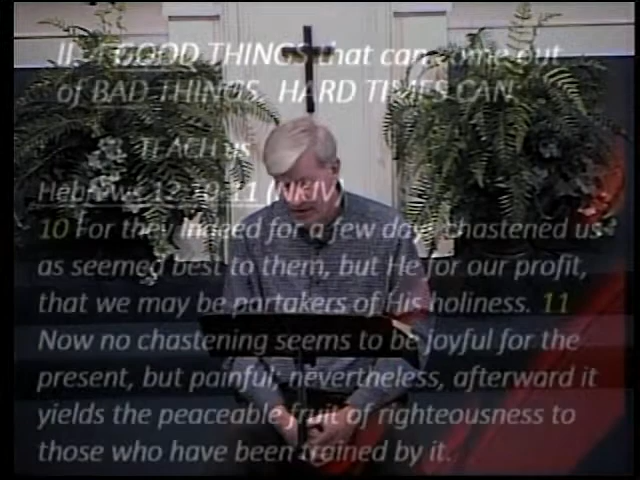 II. GOOD THINGS that can come out
of BAD THINGS. HARD TIMES CAN
TEACH us
Hebrews 12:10-11 (NKJV)
10 For they indeed for a few days chastened us
as seemed best to them, but He for our profit,
that we may be partakers of His holiness. 11
Now no chastening seems to be joyful for the
present, but painful; nevertheless, afterward it
yields the peaceable fruit of righteousness to
those who have been trained by it.